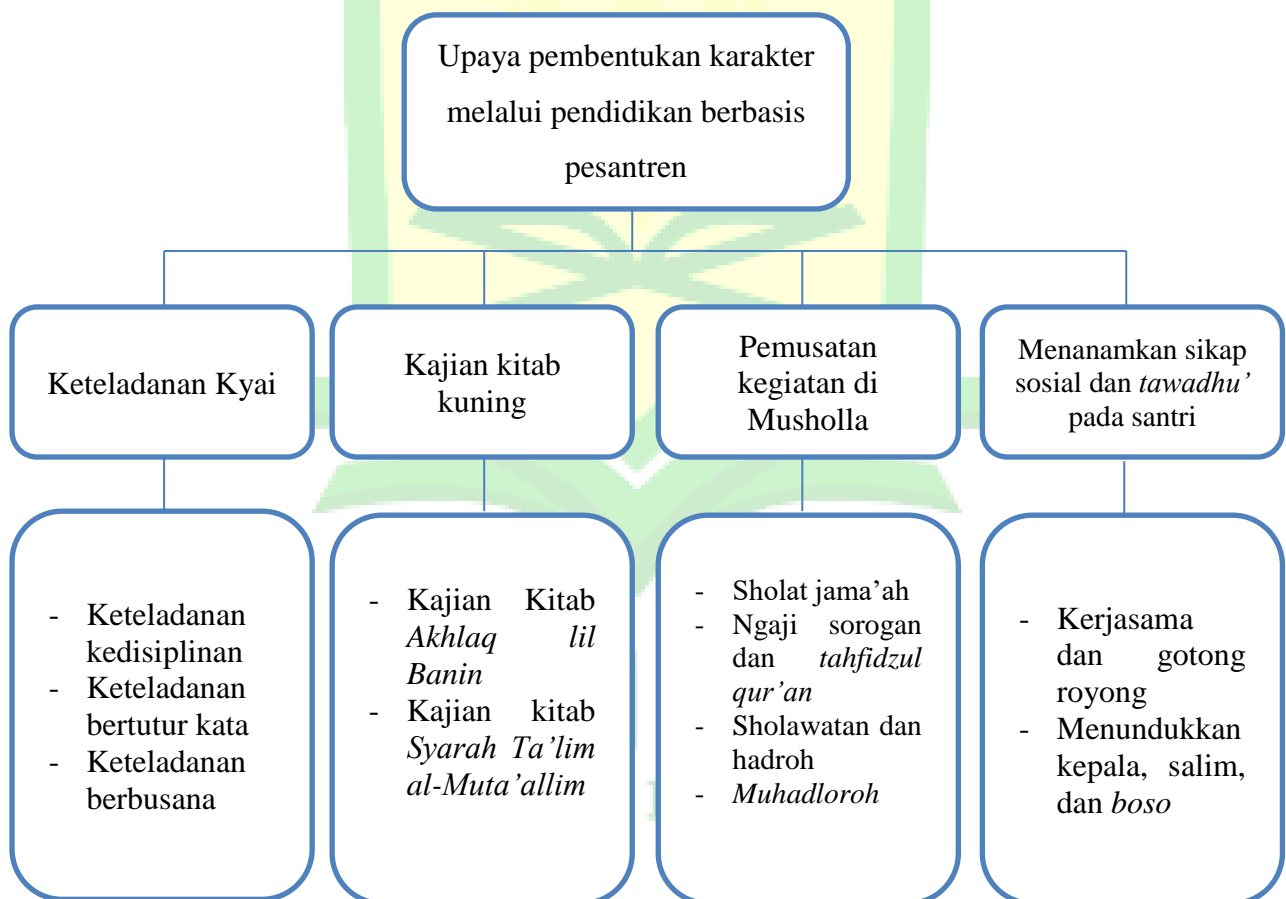 Upaya pembentukan karakter
melalui pendidikan berbasis
pesantren
Keteladanan Kyai
Kajian kitab
kuning
Pemusatan
kegiatan di
Musholla
Menanamkan sikap
sosial dan tawadhu’
pada santri
- Keteladanan
kedisiplinan
- Keteladanan
bertutur kata
- Keteladanan
berbusana
- Kajian Kitab
Akhlaq lil
Banin
- Kajian kitab
Syarah Ta’lim
al-Muta’allim
- Sholat jama’ah
- Ngaji sorogan
dan tahfidzul
qur’an
- Sholawatan dan
hadroh
- Muhadloroh
- Kerjasama
dan gotong
royong
- Menundukkan
kepala, salim,
dan boso